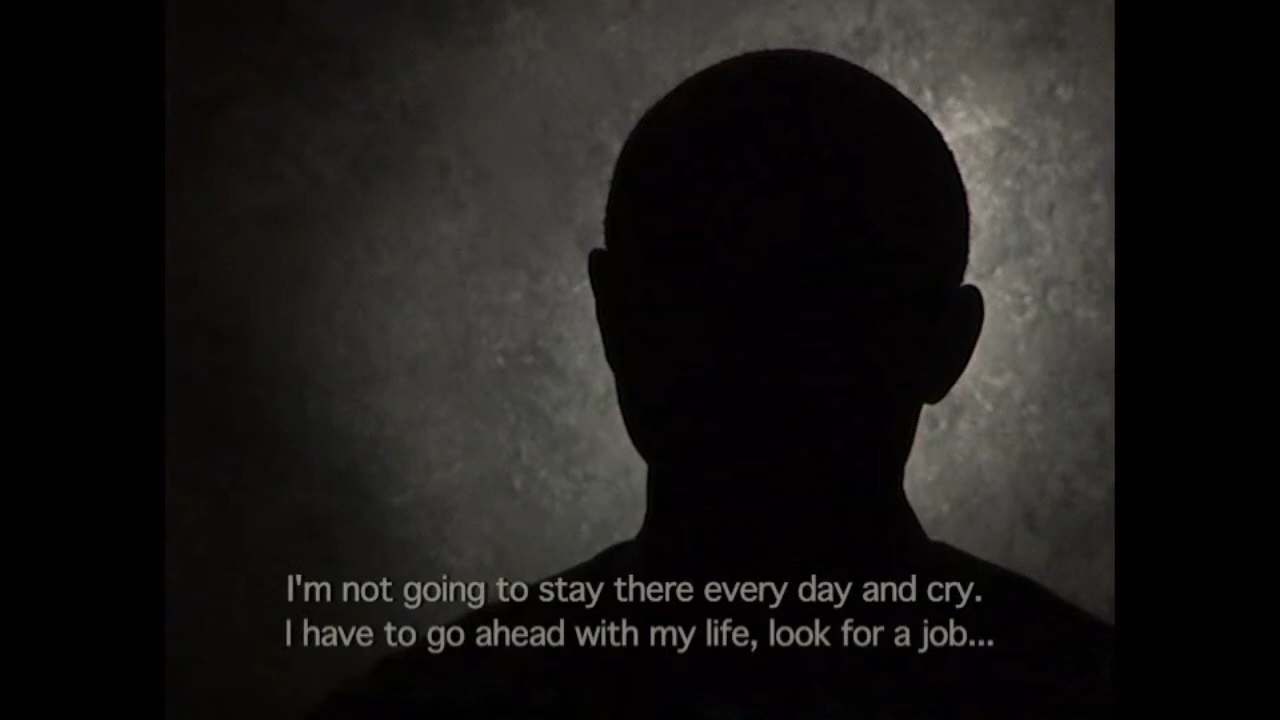 I'm not going to stay there every day and cry.
I have to go ahead with my life, look for a job...